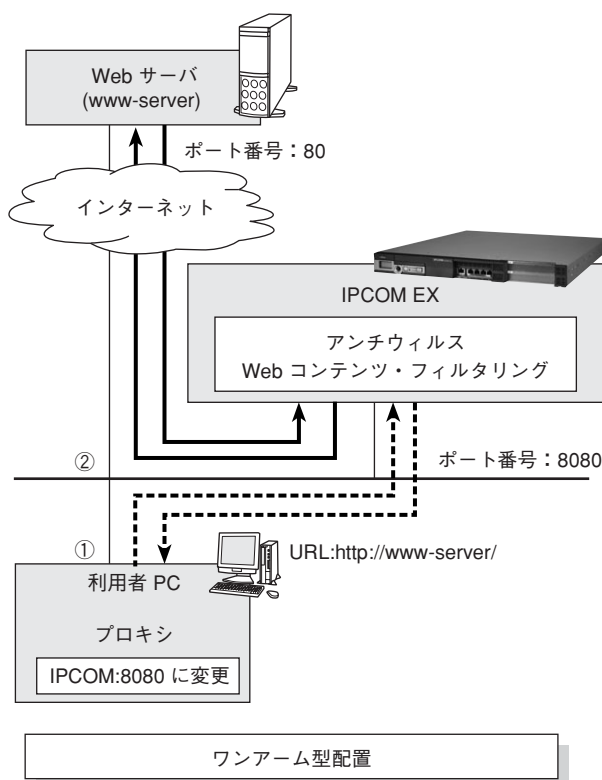 Web サーバ
(www-server)
ポート番号：80
インターネット
IPCOM EX
アンチウィルス
Web コンテンツ・フィルタリング
②
ポート番号：8080
①
URL:http://www-server/
利用者 PC
プロキシ
IPCOM:8080 に変更
ワンアーム型配置